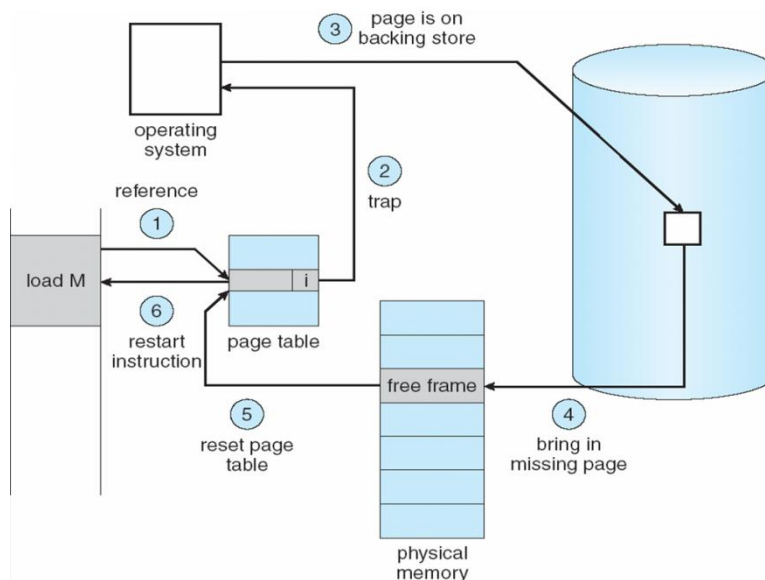 3
page is on
backing store
operating
system
2
trap
reference
1
load M
i
6
restart
instruction
page table
free frame
5
reset page
table
4
bring in
missing page
physical
memory